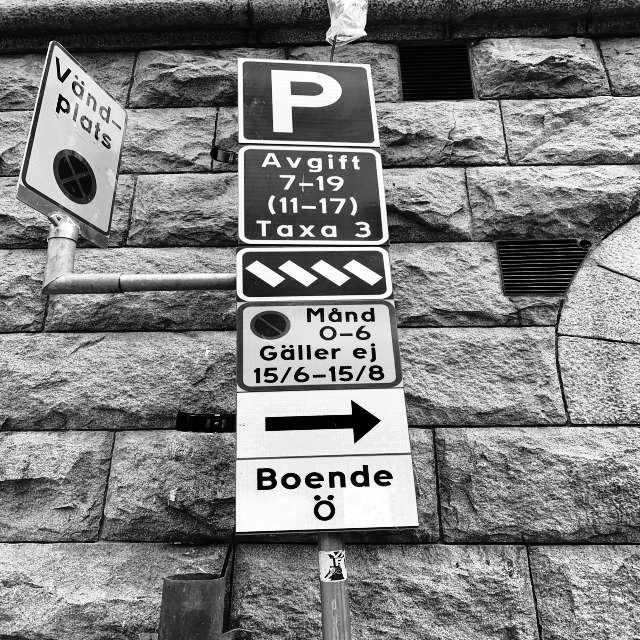 Vänd-
plats
P
Avgift
7-19
(11-17)
Taxa 3
Månd
0-6
Gäller ej
15/6-15/8
Boende
Ö